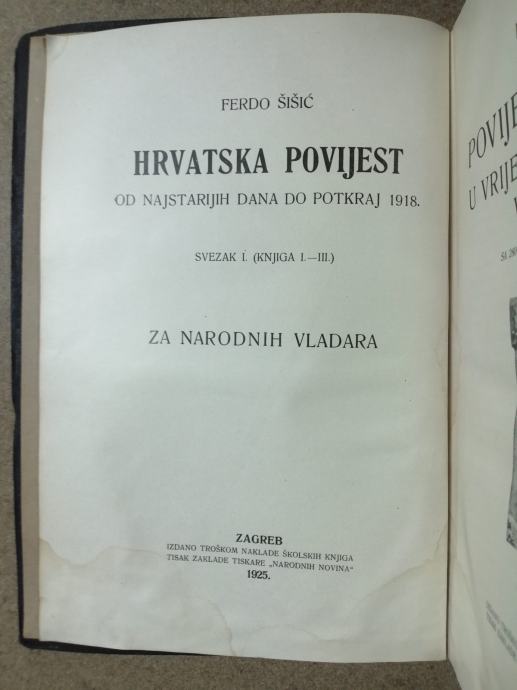 FERDO ŠIŠIĆ
HRVATSKA POVIJEST
OD NAJSTARIJIH DANA DO POTKRAJ 1918.
SVEZAK I. (KNJIGA I.—III.)
ZA NARODNIH VLADARA
ZAGREB
IZDANO TROŠKOM NAKLADE ŠKOLSKIH KNJIGA
TISAK ZAKLADE TISKARE „NARODNIH NOVINA“
1925.
POVIJE
U VRIJE